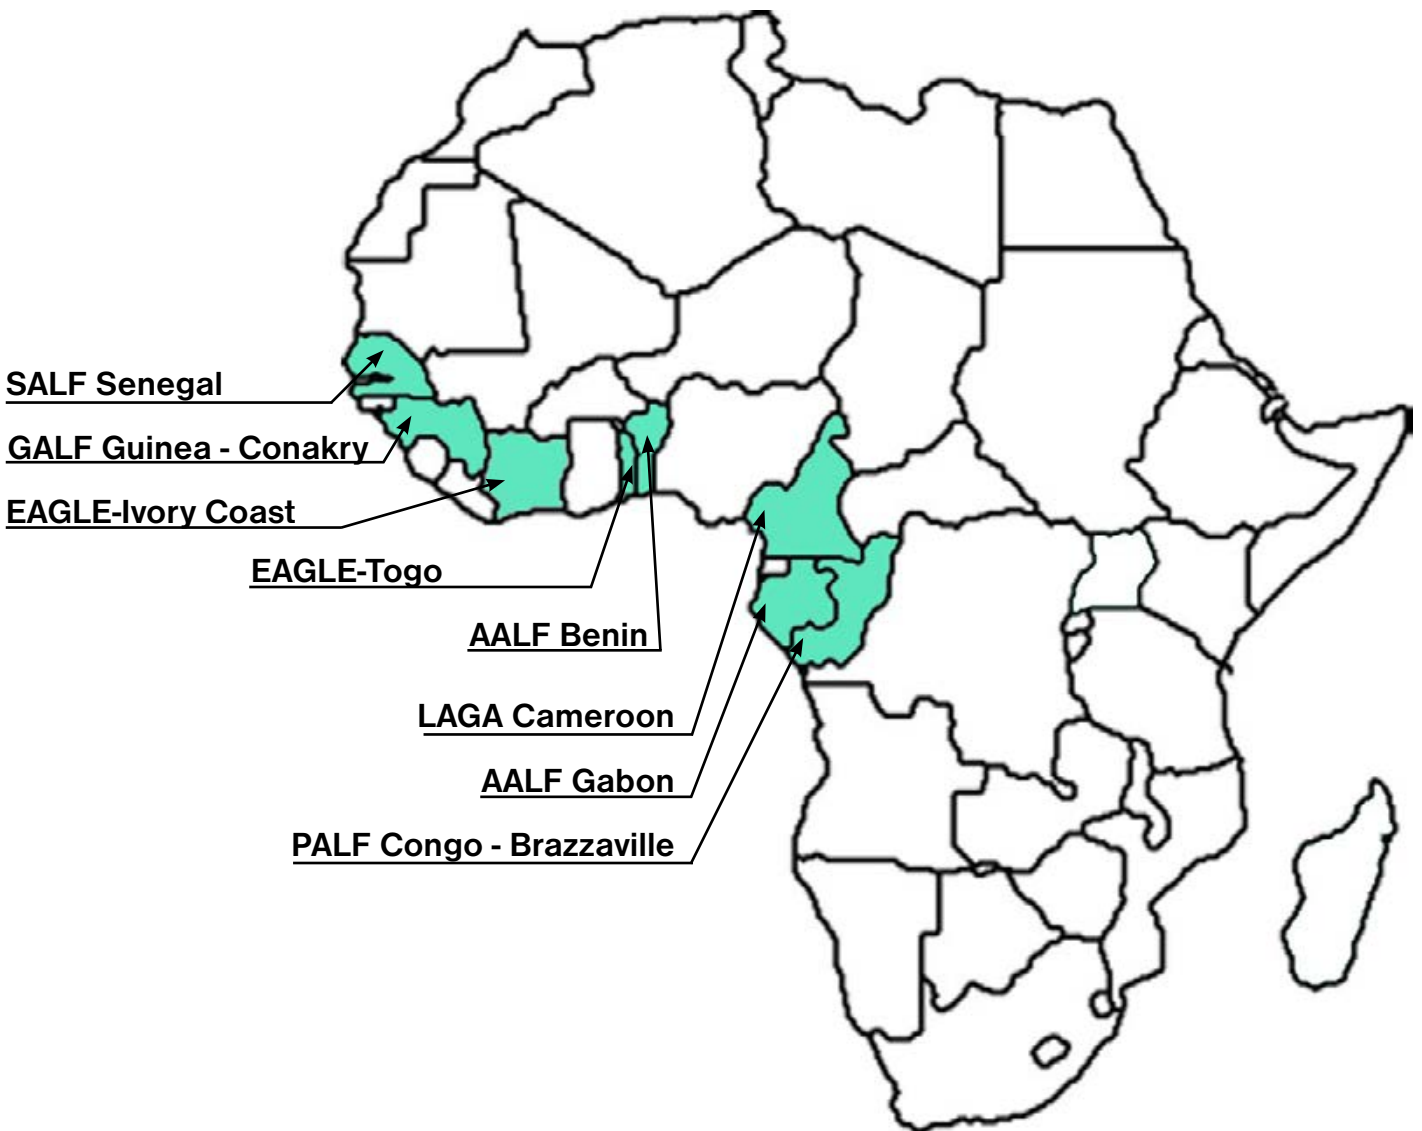 SALF Senegal
GALF Guinea - Conakry
EAGLE-Ivory Coast
EAGLE-Togo
AALF Benin
LAGA Cameroon
AALF Gabon
PALF Congo - Brazzaville